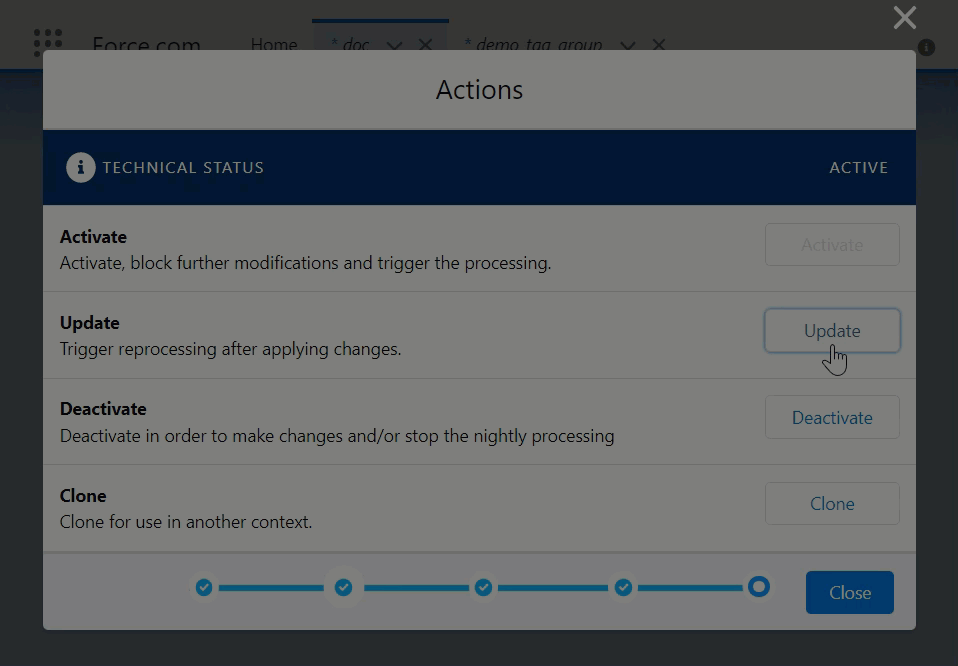 Force.com Home * doc * demo_tag_group
Actions
TECHNICAL STATUS ACTIVE
Activate
Activate, block further modifications and trigger the processing.
Activate
Update
Trigger reprocessing after applying changes.
Update
Deactivate
Deactivate in order to make changes and/or stop the nightly processing
Deactivate
Clone
Clone for use in another context.
Clone
Close